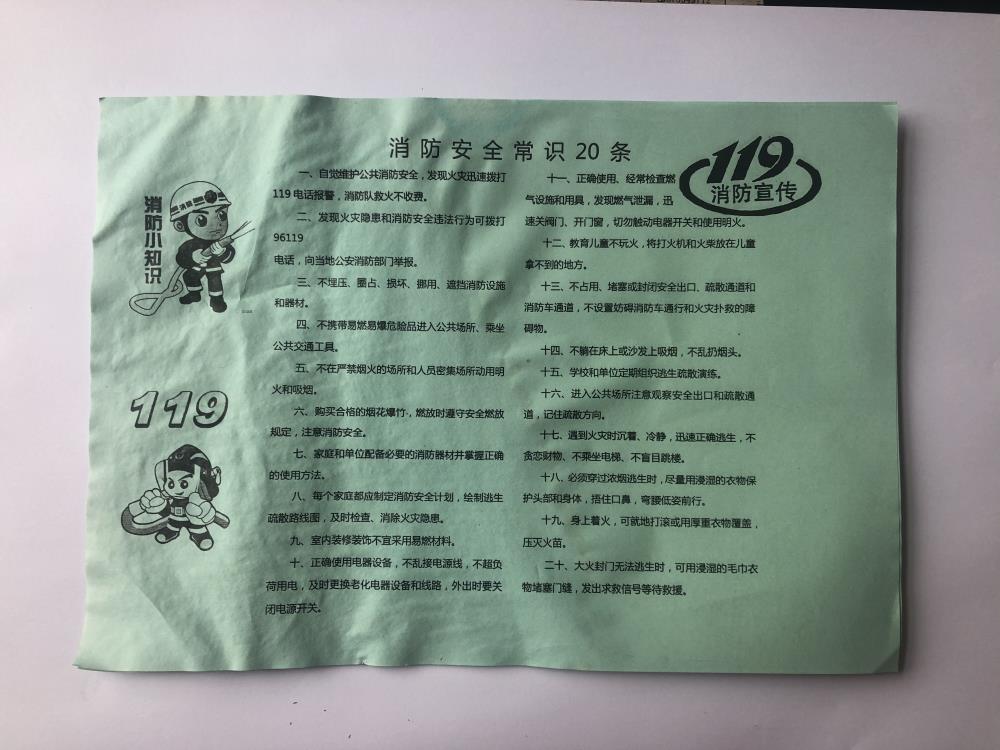 消防安全常识20条
119
消防宣传
消防小知识
119
一、自觉维护公共消防安全，发现火灾迅速拨打
119电话报警，消防队救火不收费。
二、发现火灾隐患和消防安全违法行为可拨打
96119
电话，向当地公安消防部门举报。
三、不埋压、圈占、损坏、挪用、遮挡消防设施
和器材。
四、不携带易燃易爆危险品进入公共场所、乘坐
公共交通工具。
五、不在严禁烟火的场所和人员密集场所动用明
火和吸烟。
六、购买合格的烟花爆竹，燃放时遵守安全燃放
规定，注意消防安全。
七、家庭和单位配备必要的消防器材并掌握正确
的使用方法。
八、每个家庭都应制定消防安全计划，绘制逃生
疏散路线图，及时检查、消除火灾隐患。
九、室内装修装饰不宜采用易燃材料。
十、正确使用电器设备，不乱接电源线，不超负
荷用电，及时更换老化电器设备和线路，外出时要关
闭电源开关。
十一、正确使用、经常检查燃
气设施和用具，发现燃气泄漏，迅
速关阀门、开门窗，切勿触动电器开关和使用明火。
十二、教育儿童不玩火，将打火机和火柴放在儿童
拿不到的地方。
十三、不占用、堵塞或封闭安全出口、疏散通道和
消防车通道，不设置妨碍消防车通行和火灾扑救的障
碍物。
十四、不躺在床上或沙发上吸烟，不乱扔烟头。
十五、学校和单位定期组织逃生疏散演练。
十六、进入公共场所注意观察安全出口和疏散通
道，记住疏散方向。
十七、遇到火灾时沉着、冷静，迅速正确逃生，不
贪恋财物、不乘坐电梯、不盲目跳楼。
十八、必须穿过浓烟逃生时，尽量用浸湿的衣物保
护头部和身体，捂住口鼻，弯腰低姿前行。
十九、身上着火，可就地打滚或用厚重衣物覆盖，
压灭火苗。
二十、大火封门无法逃生时，可用浸湿的毛巾衣
物堵塞门缝，发出求救信号等待救援。